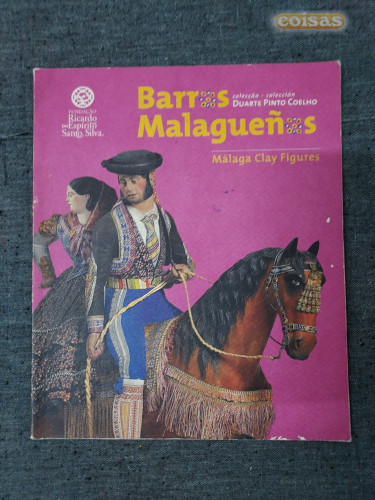 coisas
FUNDAÇÃO
Ricardo
do Espírito
Santo Silva.
Barros colecção - colección
DUARTE PINTO COELHO
Malagueños
Málaga Clay Figures